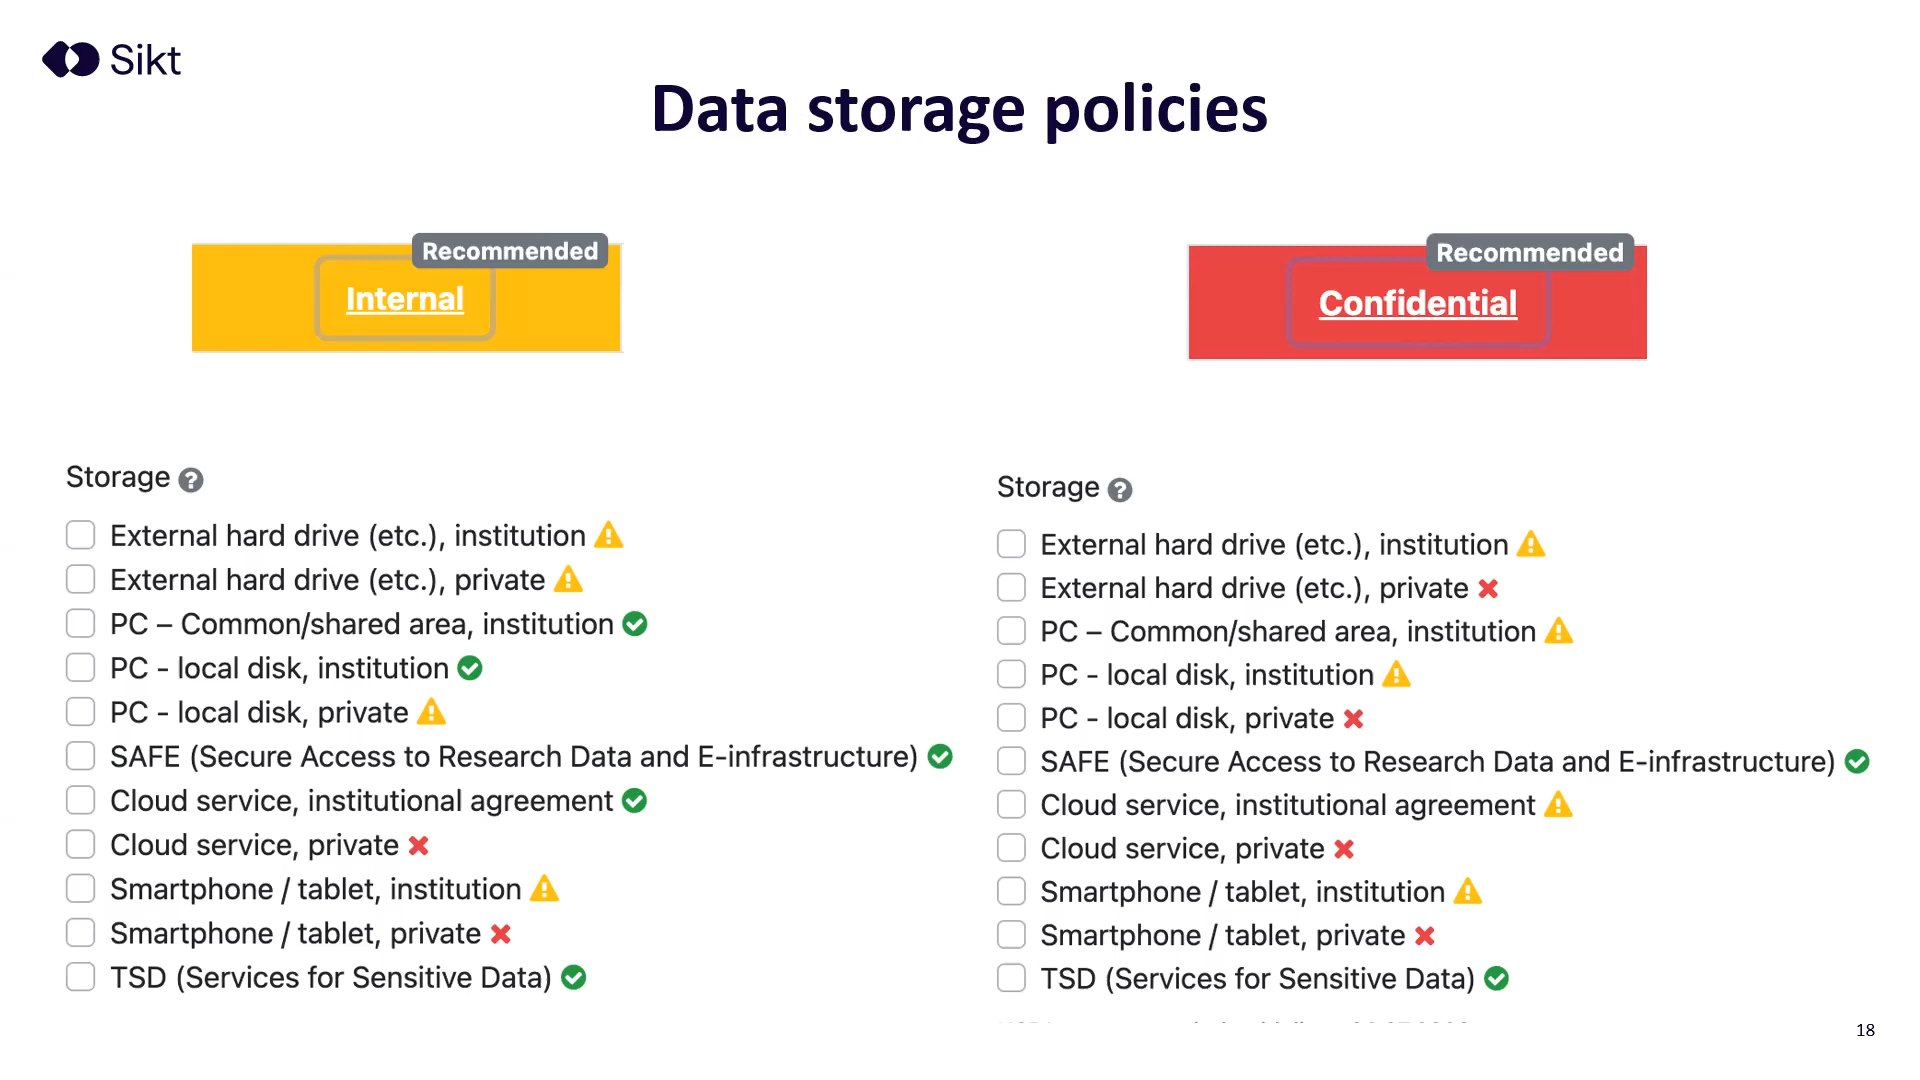 Sikt
Data storage policies
Recommended
Internal
Storage
External hard drive (etc.), institution
External hard drive (etc.), private
PC – Common/shared area, institution
PC - local disk, institution
PC - local disk, private
SAFE (Secure Access to Research Data and E-infrastructure)
Cloud service, institutional agreement
Cloud service, private
Smartphone / tablet, institution
Smartphone / tablet, private
TSD (Services for Sensitive Data)
Recommended
Confidential
Storage
External hard drive (etc.), institution
External hard drive (etc.), private
PC – Common/shared area, institution
PC - local disk, institution
PC - local disk, private
SAFE (Secure Access to Research Data and E-infrastructure)
Cloud service, institutional agreement
Cloud service, private
Smartphone / tablet, institution
Smartphone / tablet, private
TSD (Services for Sensitive Data)
18